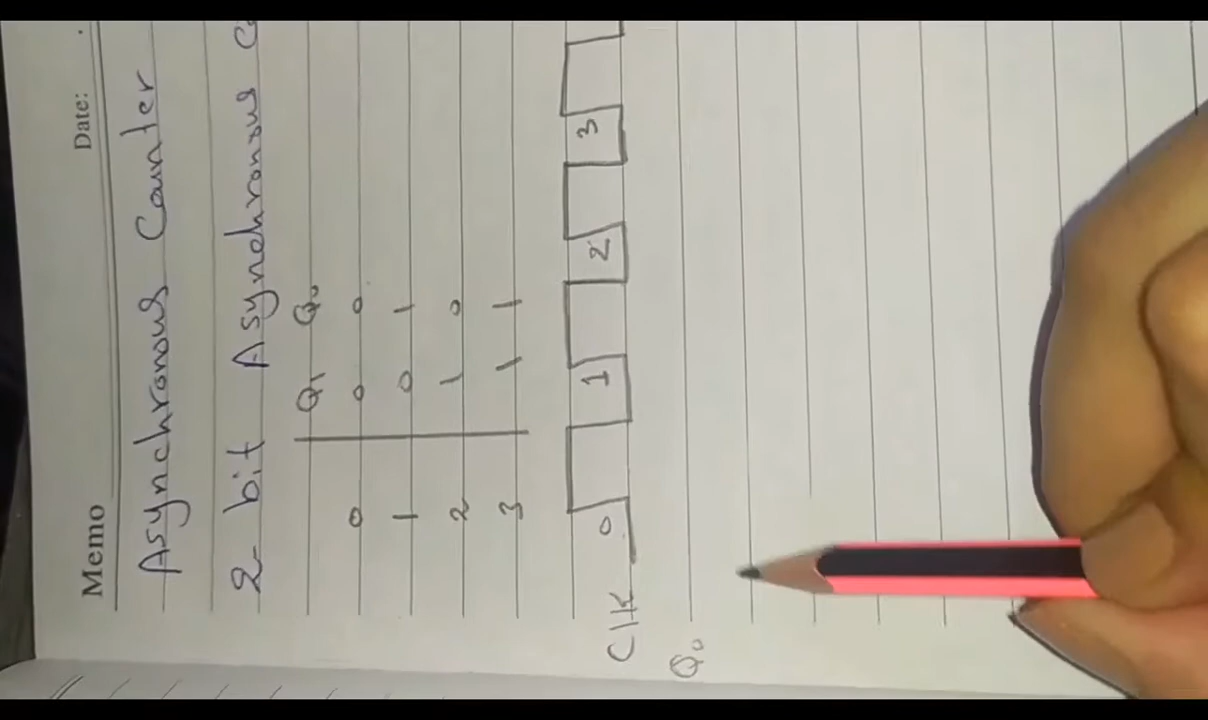 Memo Date:
Asynchronous Counter
2-bit Asynchronous
Q1 Q0
0 0 0
1 0 1
2 1 0
3 1 1
Clk 0 1 2 3
Q0